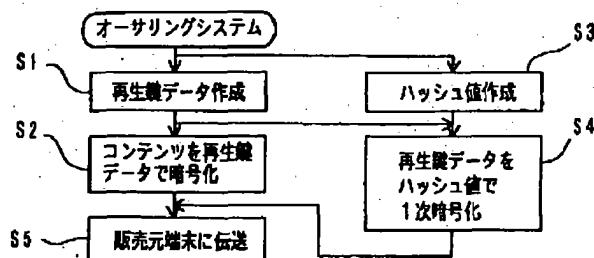 オーサリングシステム
S1
再生鍵データ作成
S3
ハッシュ値作成
S2
コンテンツを再生鍵
データで暗号化
S4
再生鍵データを
ハッシュ値で
1次暗号化
S5
販売元端末に伝送